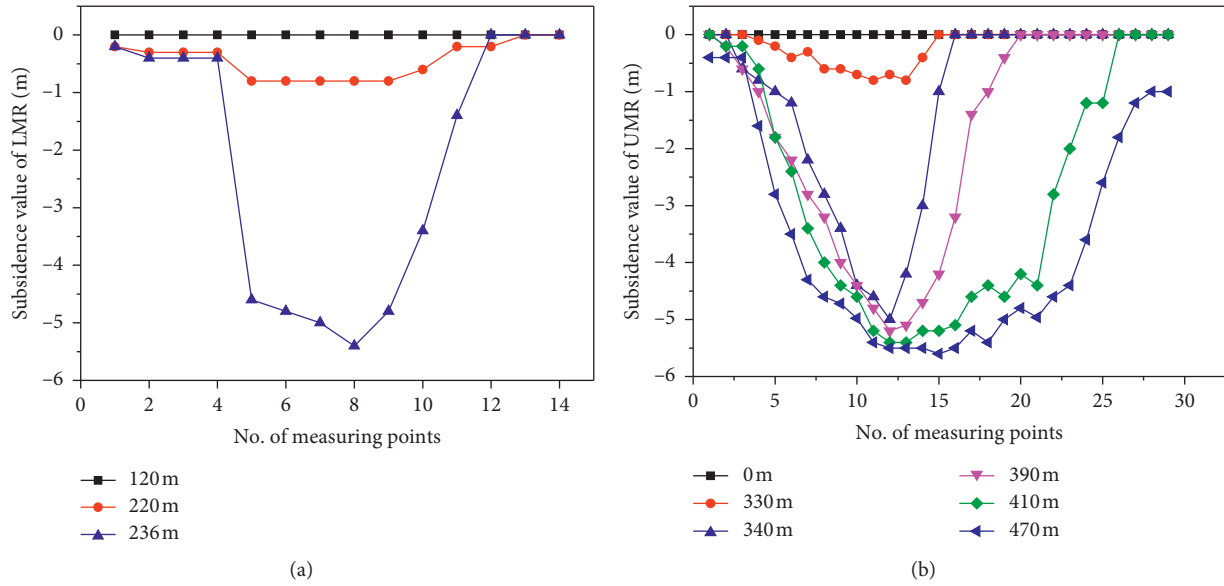 0
−1
−2
−3
−4
−5
−6
Subsidence value of LMR (m)
0 2 4 6 8 10 12 14
No. of measuring points
120 m
220 m
236 m
(a)
0
−1
−2
−3
−4
−5
−6
Subsidence value of UMR (m)
0 5 10 15 20 25 30
No. of measuring points
0 m
330 m
340 m
390 m
410 m
470 m
(b)